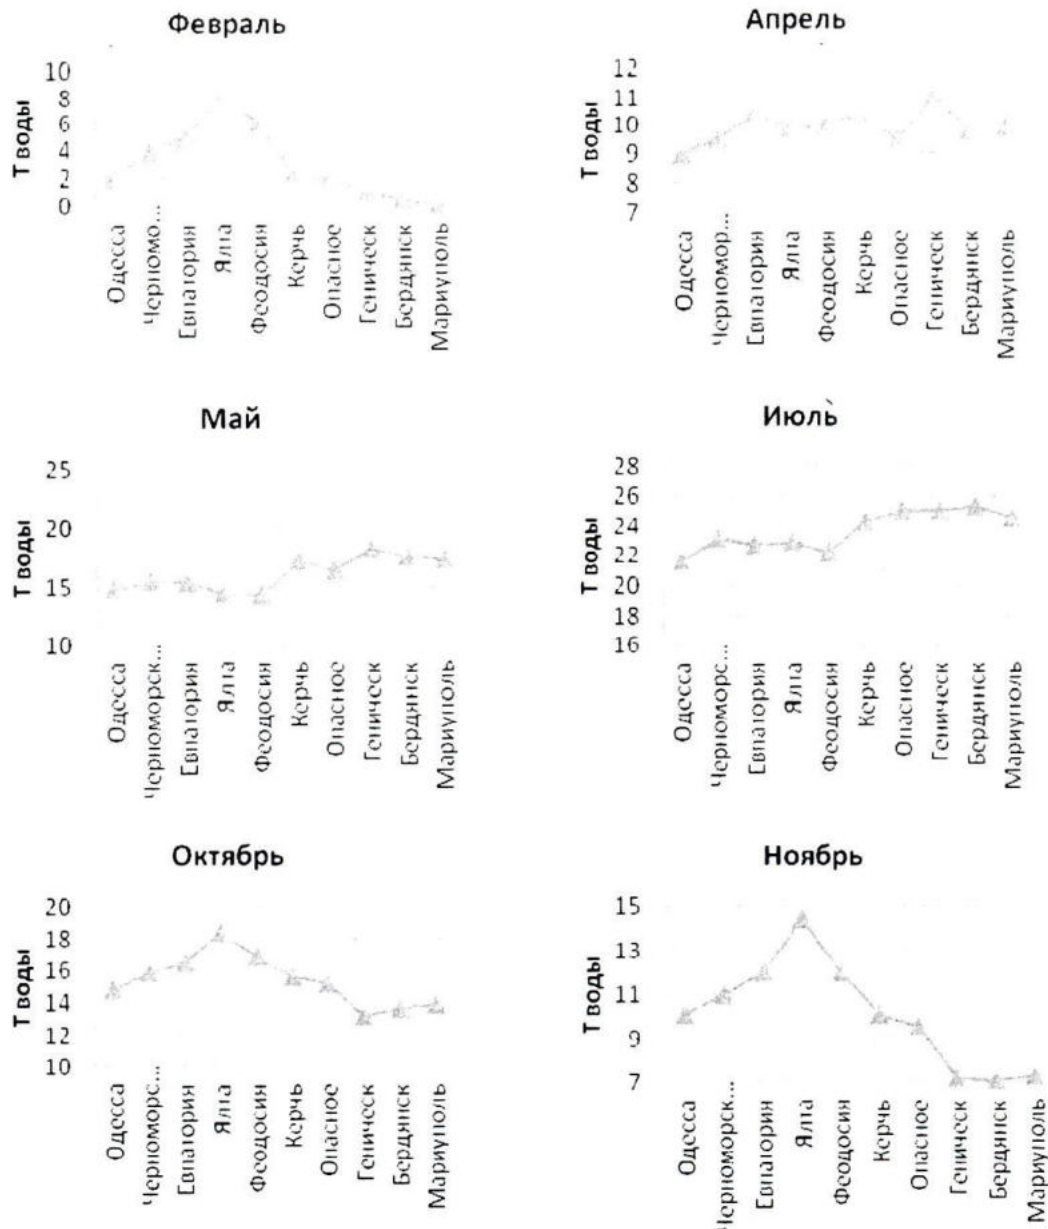 Февраль
Т воды
10
8
6
4
2
0
Одесса
Черномо...
Евпатория
Ялта
Феодосия
Керчь
Опасное
Геническ
Бердянск
Мариуполь
Апрель
Т воды
12
11
10
9
8
7
Одесса
Черномор...
Евпатория
Ялта
Феодосия
Керчь
Опасное
Геническ
Бердянск
Мариуполь
Май
Т воды
25
20
15
10
Одесса
Черноморск...
Евпатория
Ялта
Феодосия
Керчь
Опасное
Геническ
Бердянск
Мариуполь
Июль
Т воды
28
26
24
22
20
18
16
Одесса
Черноморс...
Евпатория
Ялта
Феодосия
Керчь
Опасное
Геническ
Бердянск
Мариуполь
Октябрь
Т воды
20
18
16
14
12
10
Одесса
Черноморс...
Евпатория
Ялта
Феодосия
Керчь
Опасное
Геническ
Бердянск
Мариуполь
Ноябрь
Т воды
15
13
11
9
7
Одесса
Черноморск...
Евпатория
Ялта
Феодосия
Керчь
Опасное
Геническ
Бердянск
Мариуполь